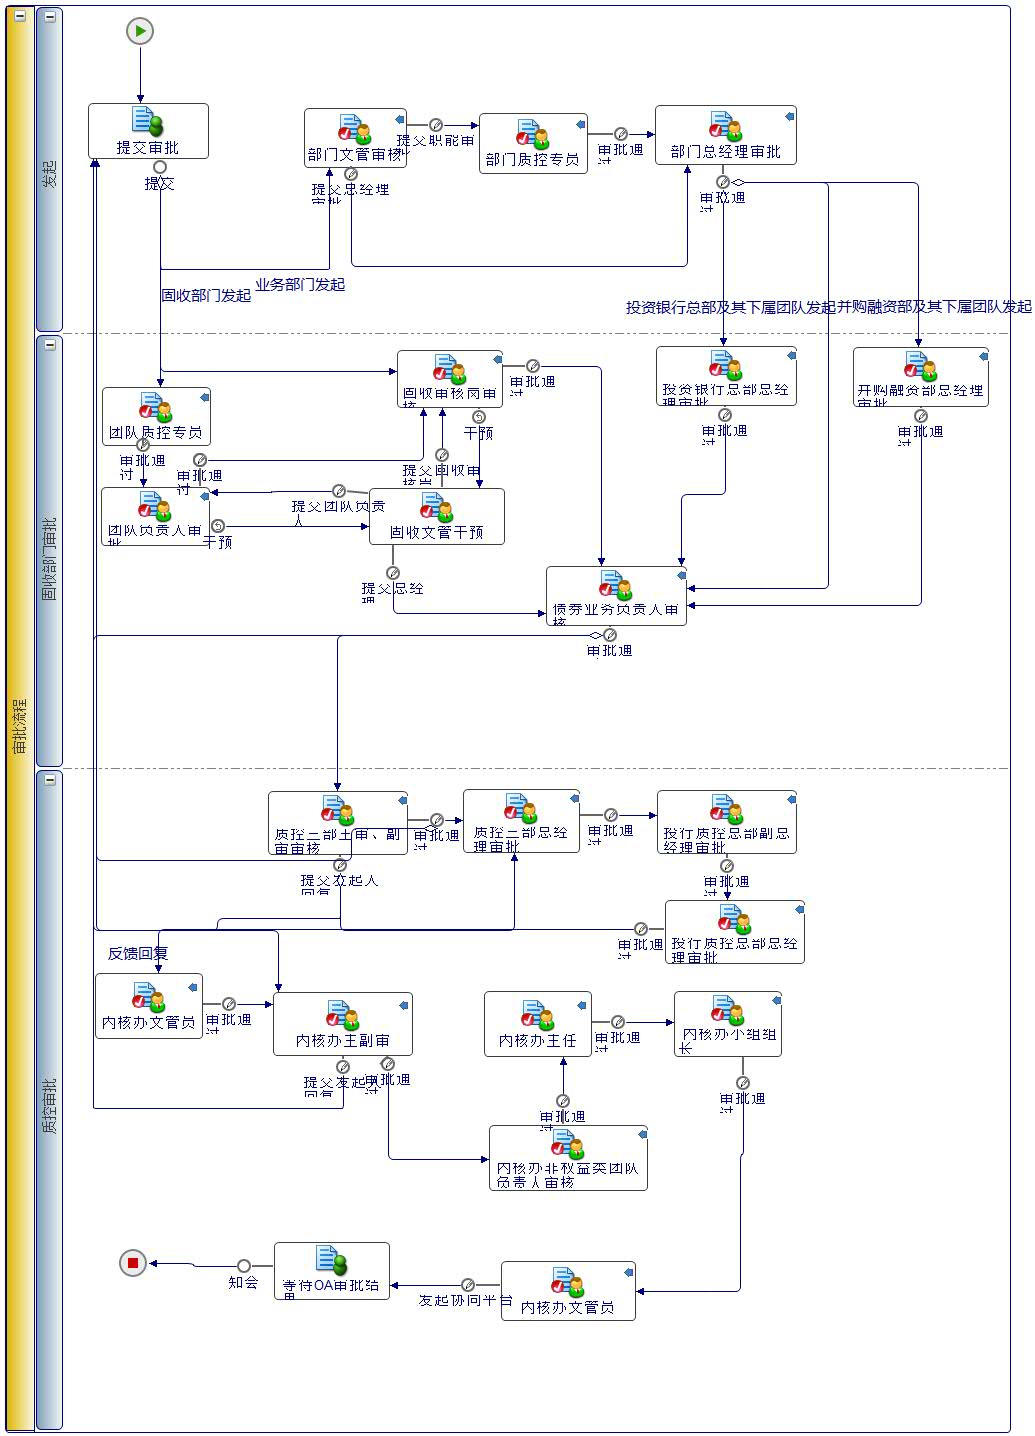 审批流程
发起
提交审批
提交
部门文管审核
提交职能审
提交总经理
审批
部门质控专员
审批通
过
部门总经理审批
审批通
过
固收部门发起
业务部门发起
投资银行总部及其下属团队发起
并购融资部及其下属团队发起
固收部门审批
团队质控专员
审批通
过
审批通
过
固收审核岗审
核
审批通
过
干预
投资银行总部总经
理审批
审批通
过
并购融资部总经理
审批
审批通
过
团队负责人审
批
干预
提交团队负责
人
提交固收审
核岗
固收文管干预
提交总经
理
债券业务负责人审
核
审批通
质控审批
质控二部主审、副
审审核
审批通
过
提交发起人
回复
质控二部总经
理审批
审批通
过
投行质控总部副总
经理审批
审批通
过
投行质控总部总经
理审批
审批通
过
反馈回复
内核办文管员
审批通
过
内核办主副审
提交发起人
回复
审批通
过
内核办主任
审批通
过
内核办小组组
长
审批通
过
审批通
过
内核办非权益类团队
负责人审核
知会
等待OA审批结
果
发起协同平台
内核办文管员